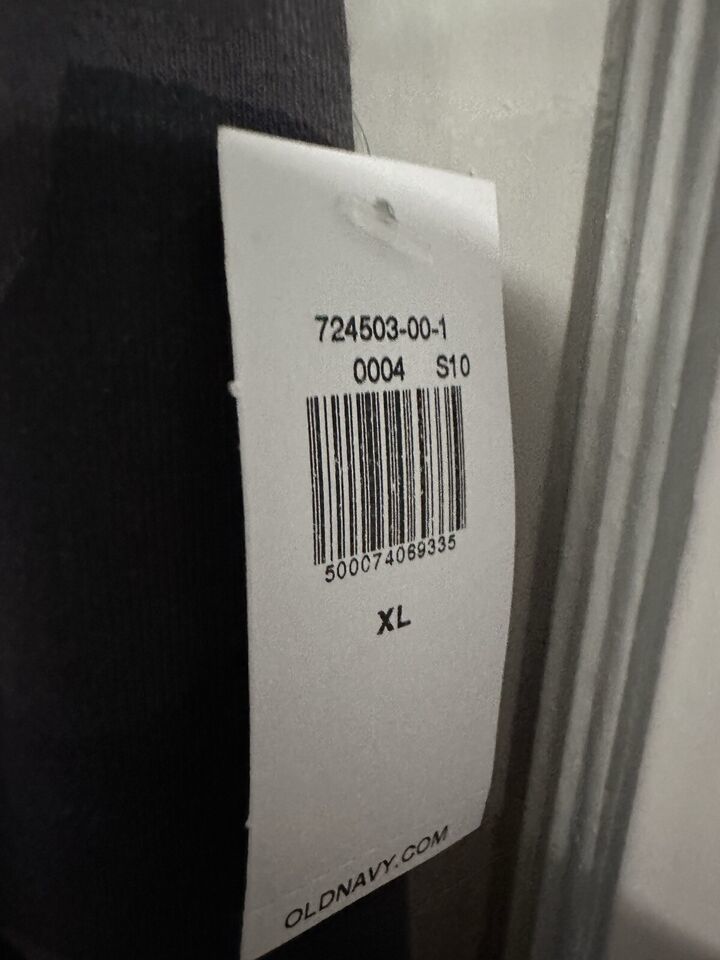 724503-00-1
0004 S10
500074069335
XL
OLDNAVY.COM